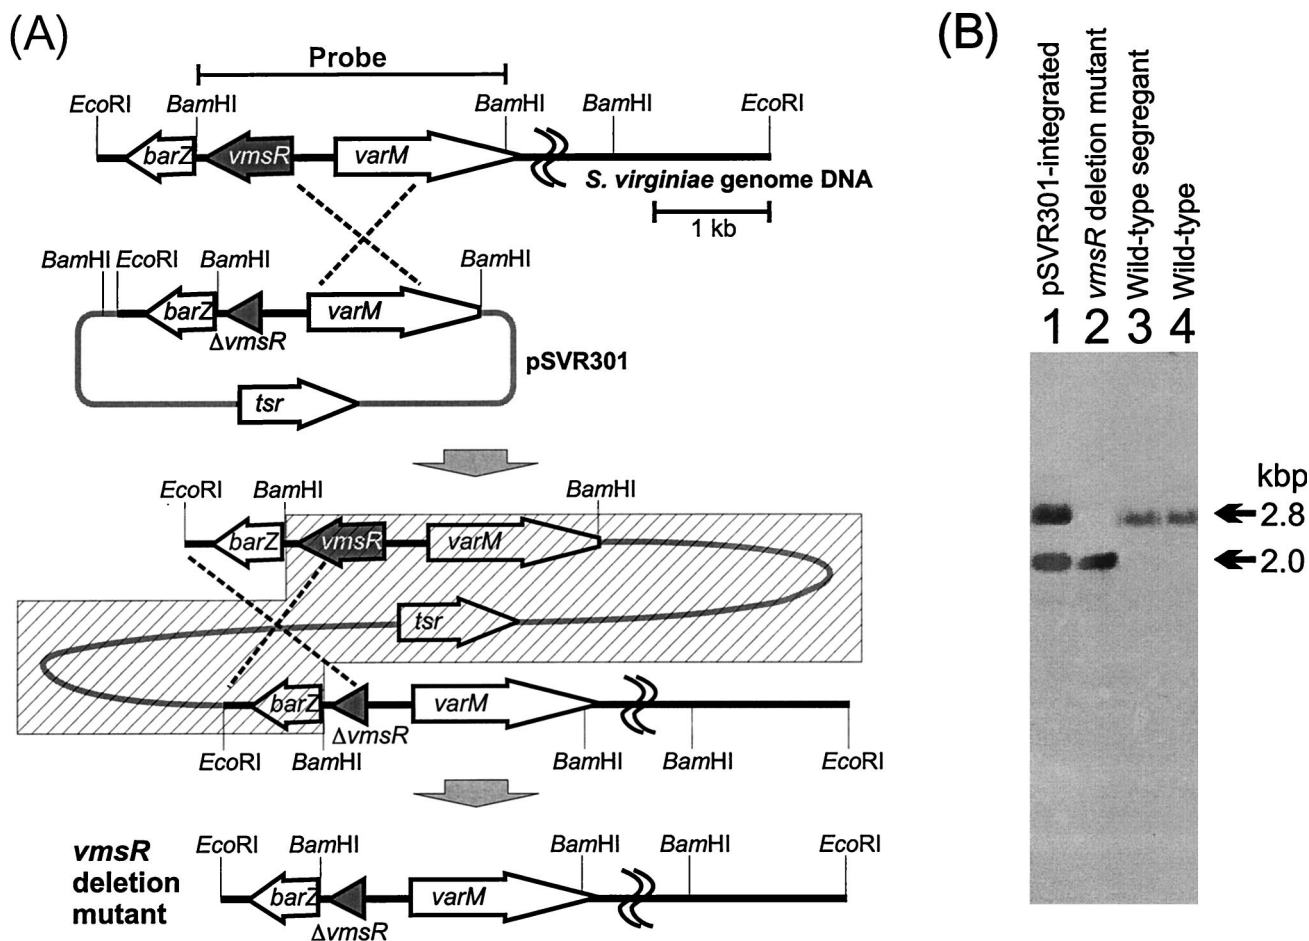 (A)
Probe
EcoRI BamHI BamHI BamHI EcoRI
barZ vmsR varM
S. virginiae genome DNA
1 kb
BamHI EcoRI BamHI BamHI
barZ varM
ΔvmsR
pSVR301
tsr
EcoRI BamHI BamHI
barZ vmsR varM
tsr
barZ varM
ΔvmsR
EcoRI BamHI BamHI BamHI EcoRI
vmsR
deletion
mutant
EcoRI BamHI BamHI BamHI EcoRI
barZ varM
ΔvmsR
(B)
pSVR301-integrated
vmsR deletion mutant
Wild-type segregant
Wild-type
1 2 3 4
kbp
2.8
2.0